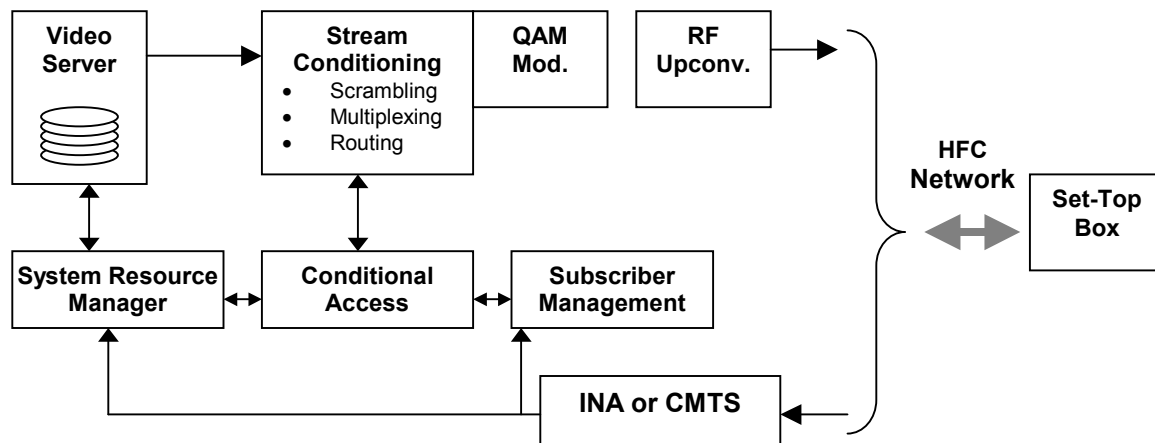 Video
Server
Stream
Conditioning
• Scrambling
• Multiplexing
• Routing
QAM
Mod.
RF
Upconv.
HFC
Network
Set-Top
Box
System Resource
Manager
Conditional
Access
Subscriber
Management
INA or CMTS